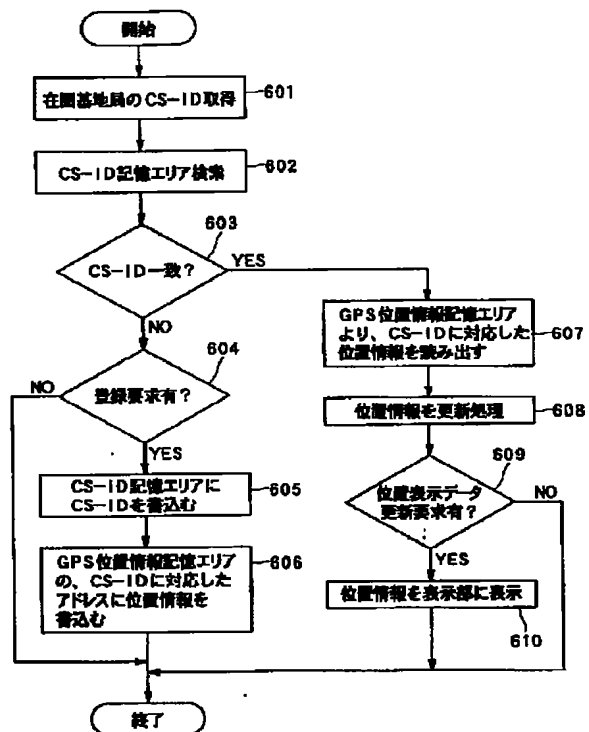 開始
在圏基地局のCS-ID取得
601
CS-ID記憶エリア検索
602
603
CS-ID一致?
YES
NO
604
登録要求有?
NO
YES
CS-ID記憶エリアに
CS-IDを書込む
605
GPS位置情報記憶エリア
の、CS-IDに対応した
アドレスに位置情報を
書込む
606
GPS位置情報記憶エリア
より、CS-IDに対応した
位置情報を読み出す
607
位置情報を更新処理
608
609
位置表示データ
更新要求有?
NO
YES
位置情報を表示部に表示
610
終了